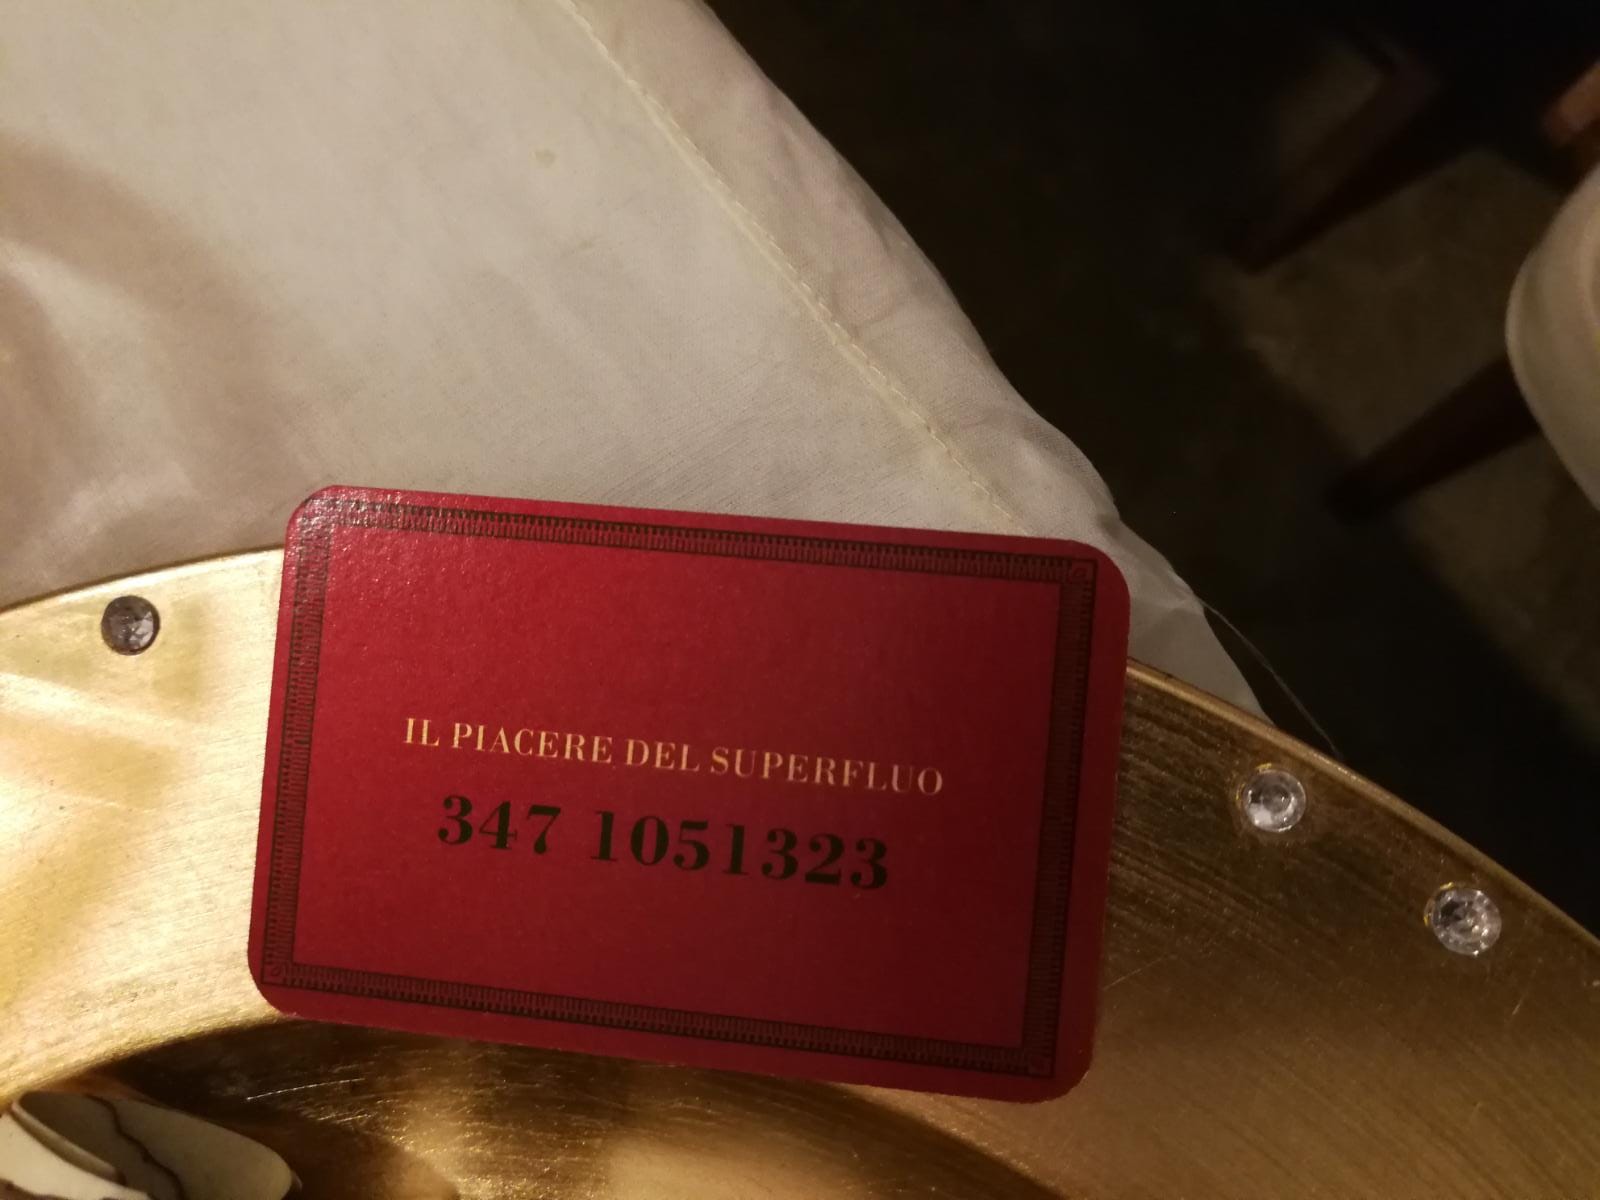 IL PIACERE DEL SUPERFLUO
347 1051323